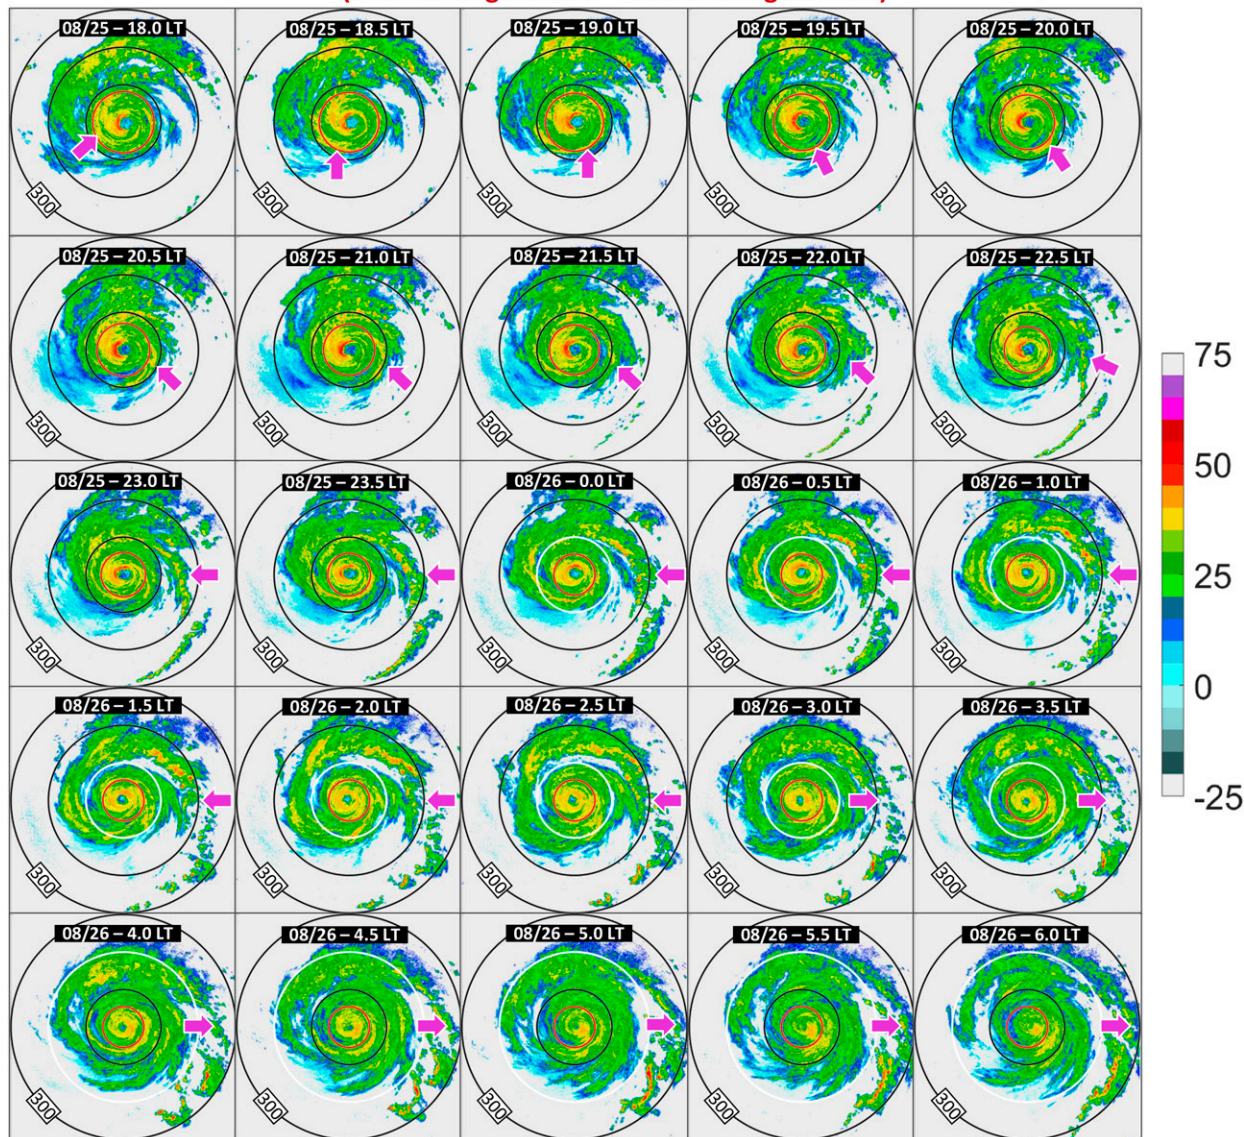 08/25 – 18.0 LT
08/25 – 18.5 LT
08/25 – 19.0 LT
08/25 – 19.5 LT
08/25 – 20.0 LT
300
300
300
300
300
08/25 – 20.5 LT
08/25 – 21.0 LT
08/25 – 21.5 LT
08/25 – 22.0 LT
08/25 – 22.5 LT
300
300
300
300
300
08/25 – 23.0 LT
08/25 – 23.5 LT
08/26 – 0.0 LT
08/26 – 0.5 LT
08/26 – 1.0 LT
300
300
300
300
300
08/26 – 1.5 LT
08/26 – 2.0 LT
08/26 – 2.5 LT
08/26 – 3.0 LT
08/26 – 3.5 LT
300
300
300
300
300
08/26 – 4.0 LT
08/26 – 4.5 LT
08/26 – 5.0 LT
08/26 – 5.5 LT
08/26 – 6.0 LT
300
300
300
300
300
75
50
25
0
-25